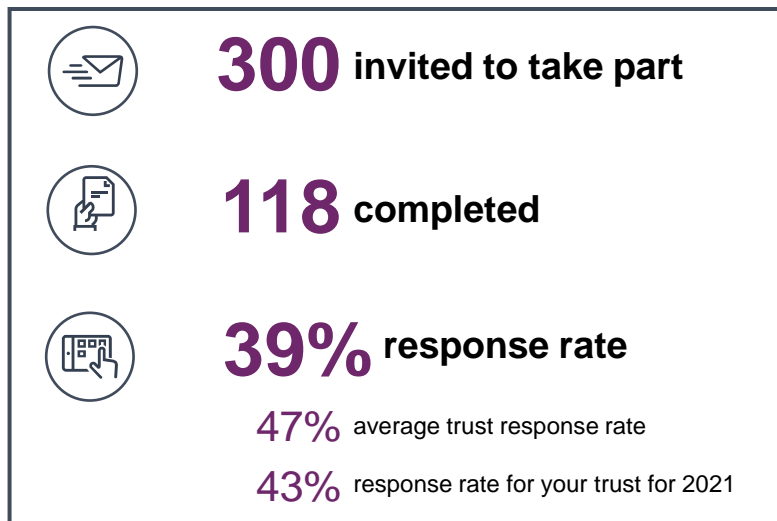 300 invited to take part
118 completed
39% response rate
47% average trust response rate
43% response rate for your trust for 2021